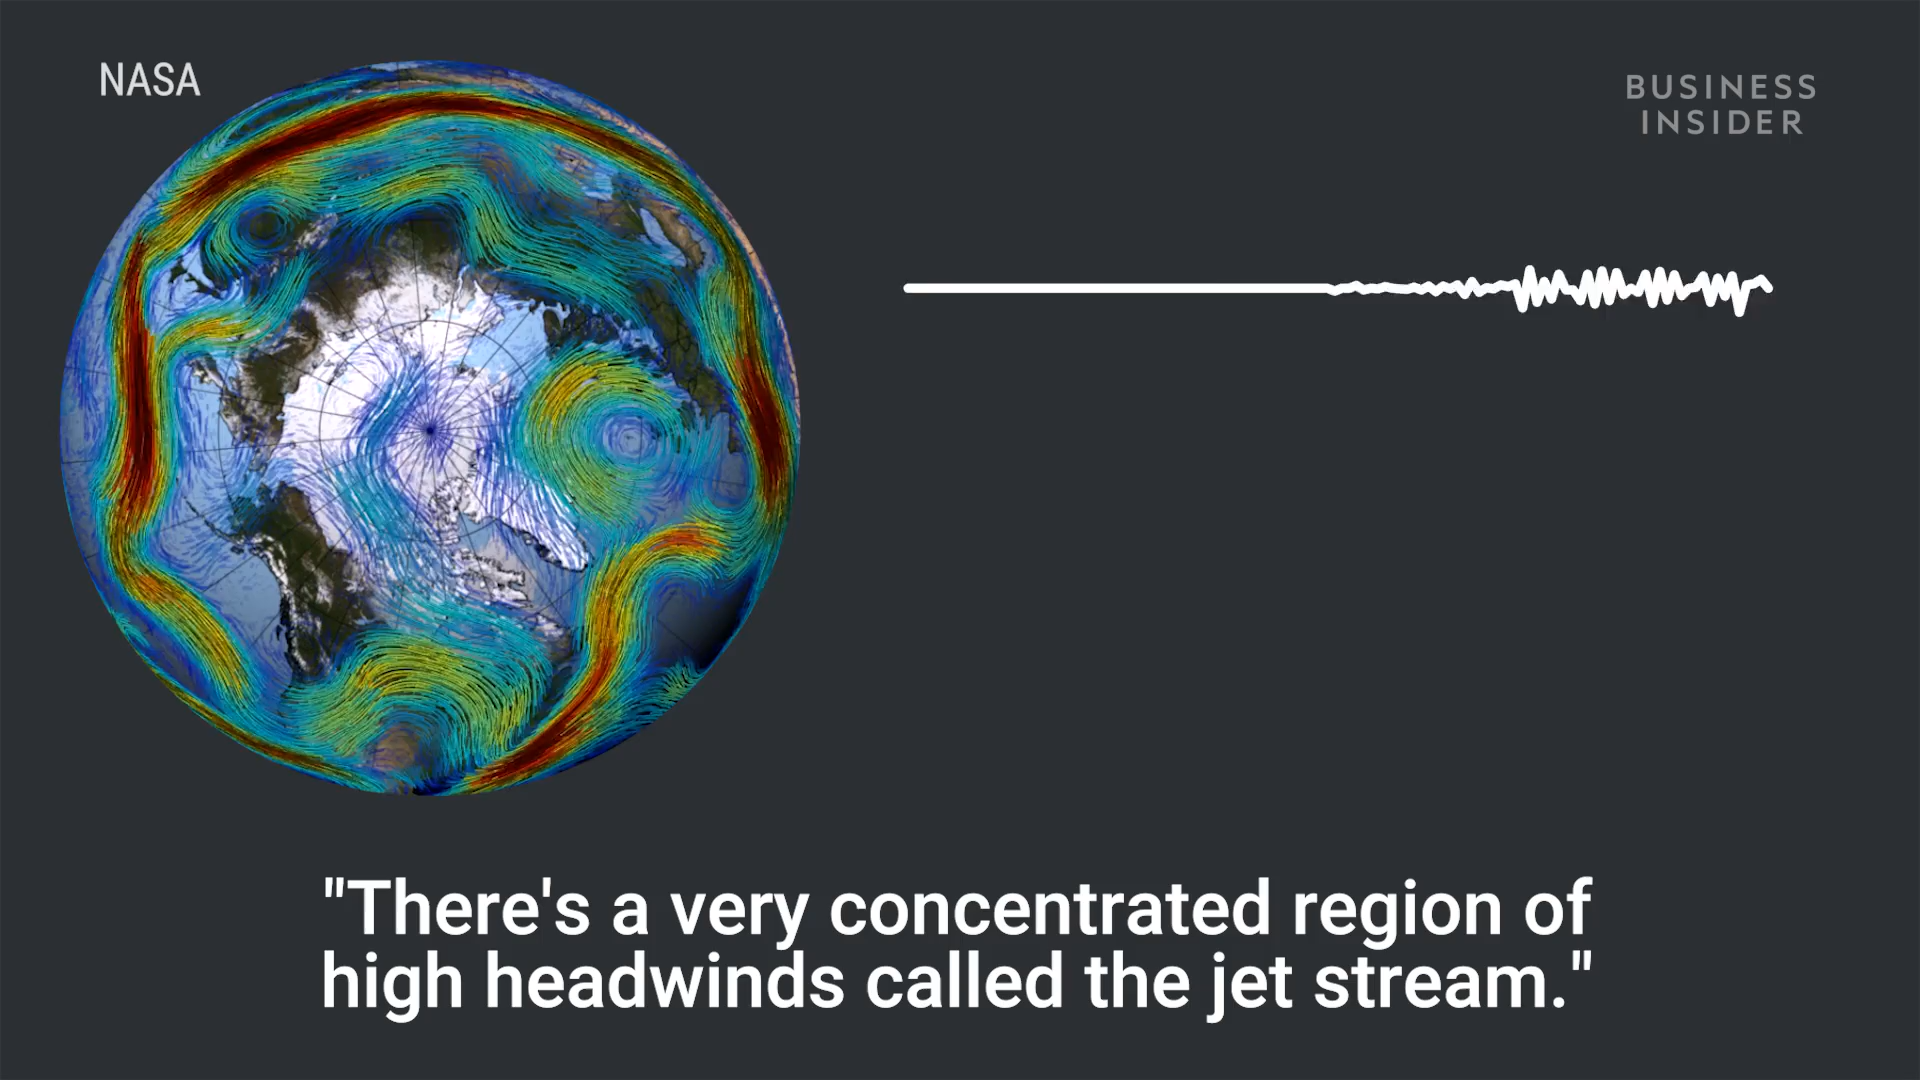 NASA
BUSINESS
INSIDER
"There's a very concentrated region of
high headwinds called the jet stream."